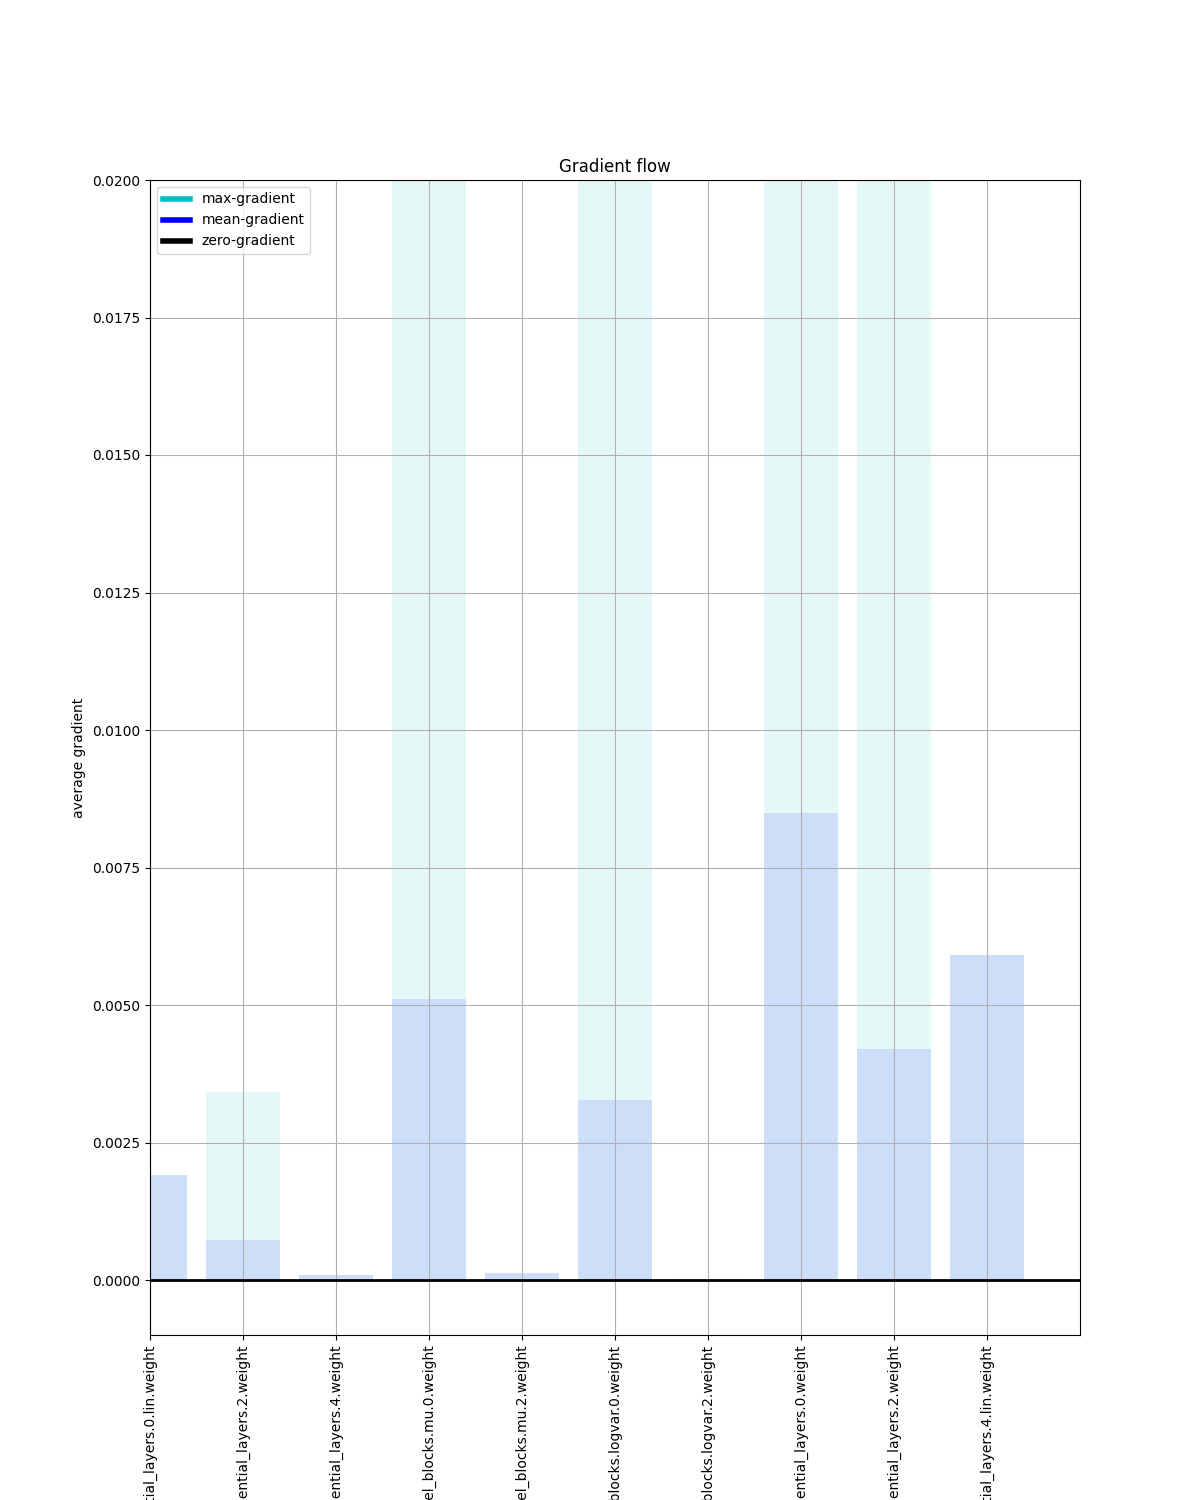 Gradient flow
max-gradient
mean-gradient
zero-gradient
0.0200
0.0175
0.0150
0.0125
0.0100
0.0075
0.0050
0.0025
0.0000
average gradient
tial_layers.0.lin.weight
ential_layers.2.weight
ential_layers.4.weight
el_blocks.mu.0.weight
el_blocks.mu.2.weight
blocks.logvar.0.weight
blocks.logvar.2.weight
ential_layers.0.weight
ential_layers.2.weight
tial_layers.4.lin.weight